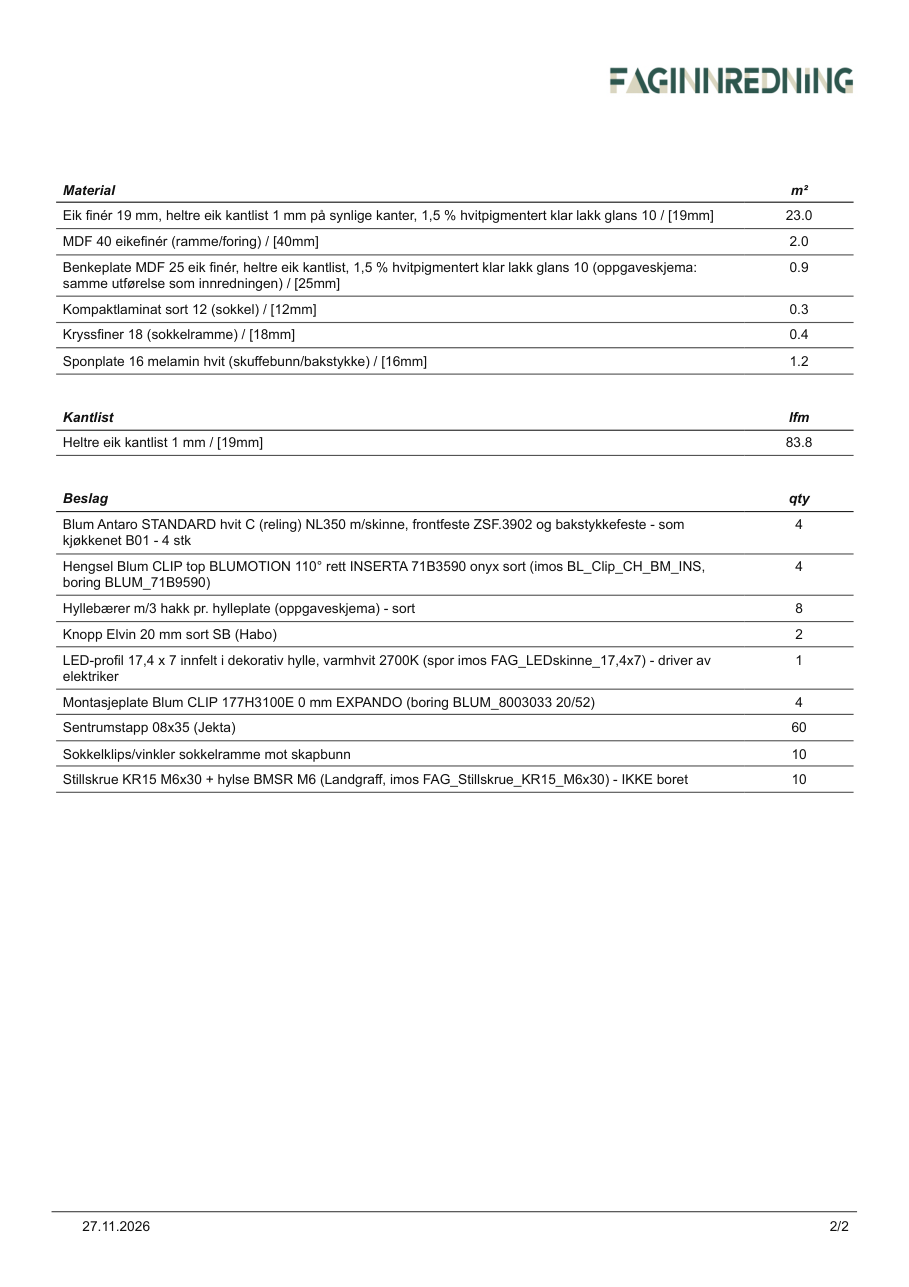 FAGINNREDNING
Material m²
Eik finér 19 mm, heltre eik kantlist 1 mm på synlige kanter, 1,5 % hvitpigmentert klar lakk glans 10 / [19mm] 23.0
MDF 40 eikefinér (ramme/foring) / [40mm] 2.0
Benkeplate MDF 25 eik finér, heltre eik kantlist, 1,5 % hvitpigmentert klar lakk glans 10 (oppgaveskjema: 0.9
samme utførelse som innredningen) / [25mm]
Kompaktlaminat sort 12 (sokkel) / [12mm] 0.3
Kryssfiner 18 (sokkelramme) / [18mm] 0.4
Sponplate 16 melamin hvit (skuffebunn/bakstykke) / [16mm] 1.2
Kantlist lfm
Heltre eik kantlist 1 mm / [19mm] 83.8
Beslag qty
Blum Antaro STANDARD hvit C (reling) NL350 m/skinne, frontfeste ZSF.3902 og bakstykkefeste - som 4
kjøkkenet B01 - 4 stk
Hengsel Blum CLIP top BLUMOTION 110° rett INSERTA 71B3590 onyx sort (imos BL_Clip_CH_BM_INS, 4
boring BLUM_71B9590)
Hyllebærer m/3 hakk pr. hylleplate (oppgaveskjema) - sort 8
Knopp Elvin 20 mm sort SB (Habo) 2
LED-profil 17,4 x 7 innfelt i dekorativ hylle, varmhvit 2700K (spor imos FAG_LEDskinne_17,4x7) - driver av 1
elektriker
Montasjeplate Blum CLIP 177H3100E 0 mm EXPANDO (boring BLUM_8003033 20/52) 4
Sentrumstapp 08x35 (Jekta) 60
Sokkelklips/vinkler sokkelramme mot skapbunn 10
Stillskrue KR15 M6x30 + hylse BMSR M6 (Landgraff, imos FAG_Stillskrue_KR15_M6x30) - IKKE boret 10
27.11.2026 2/2